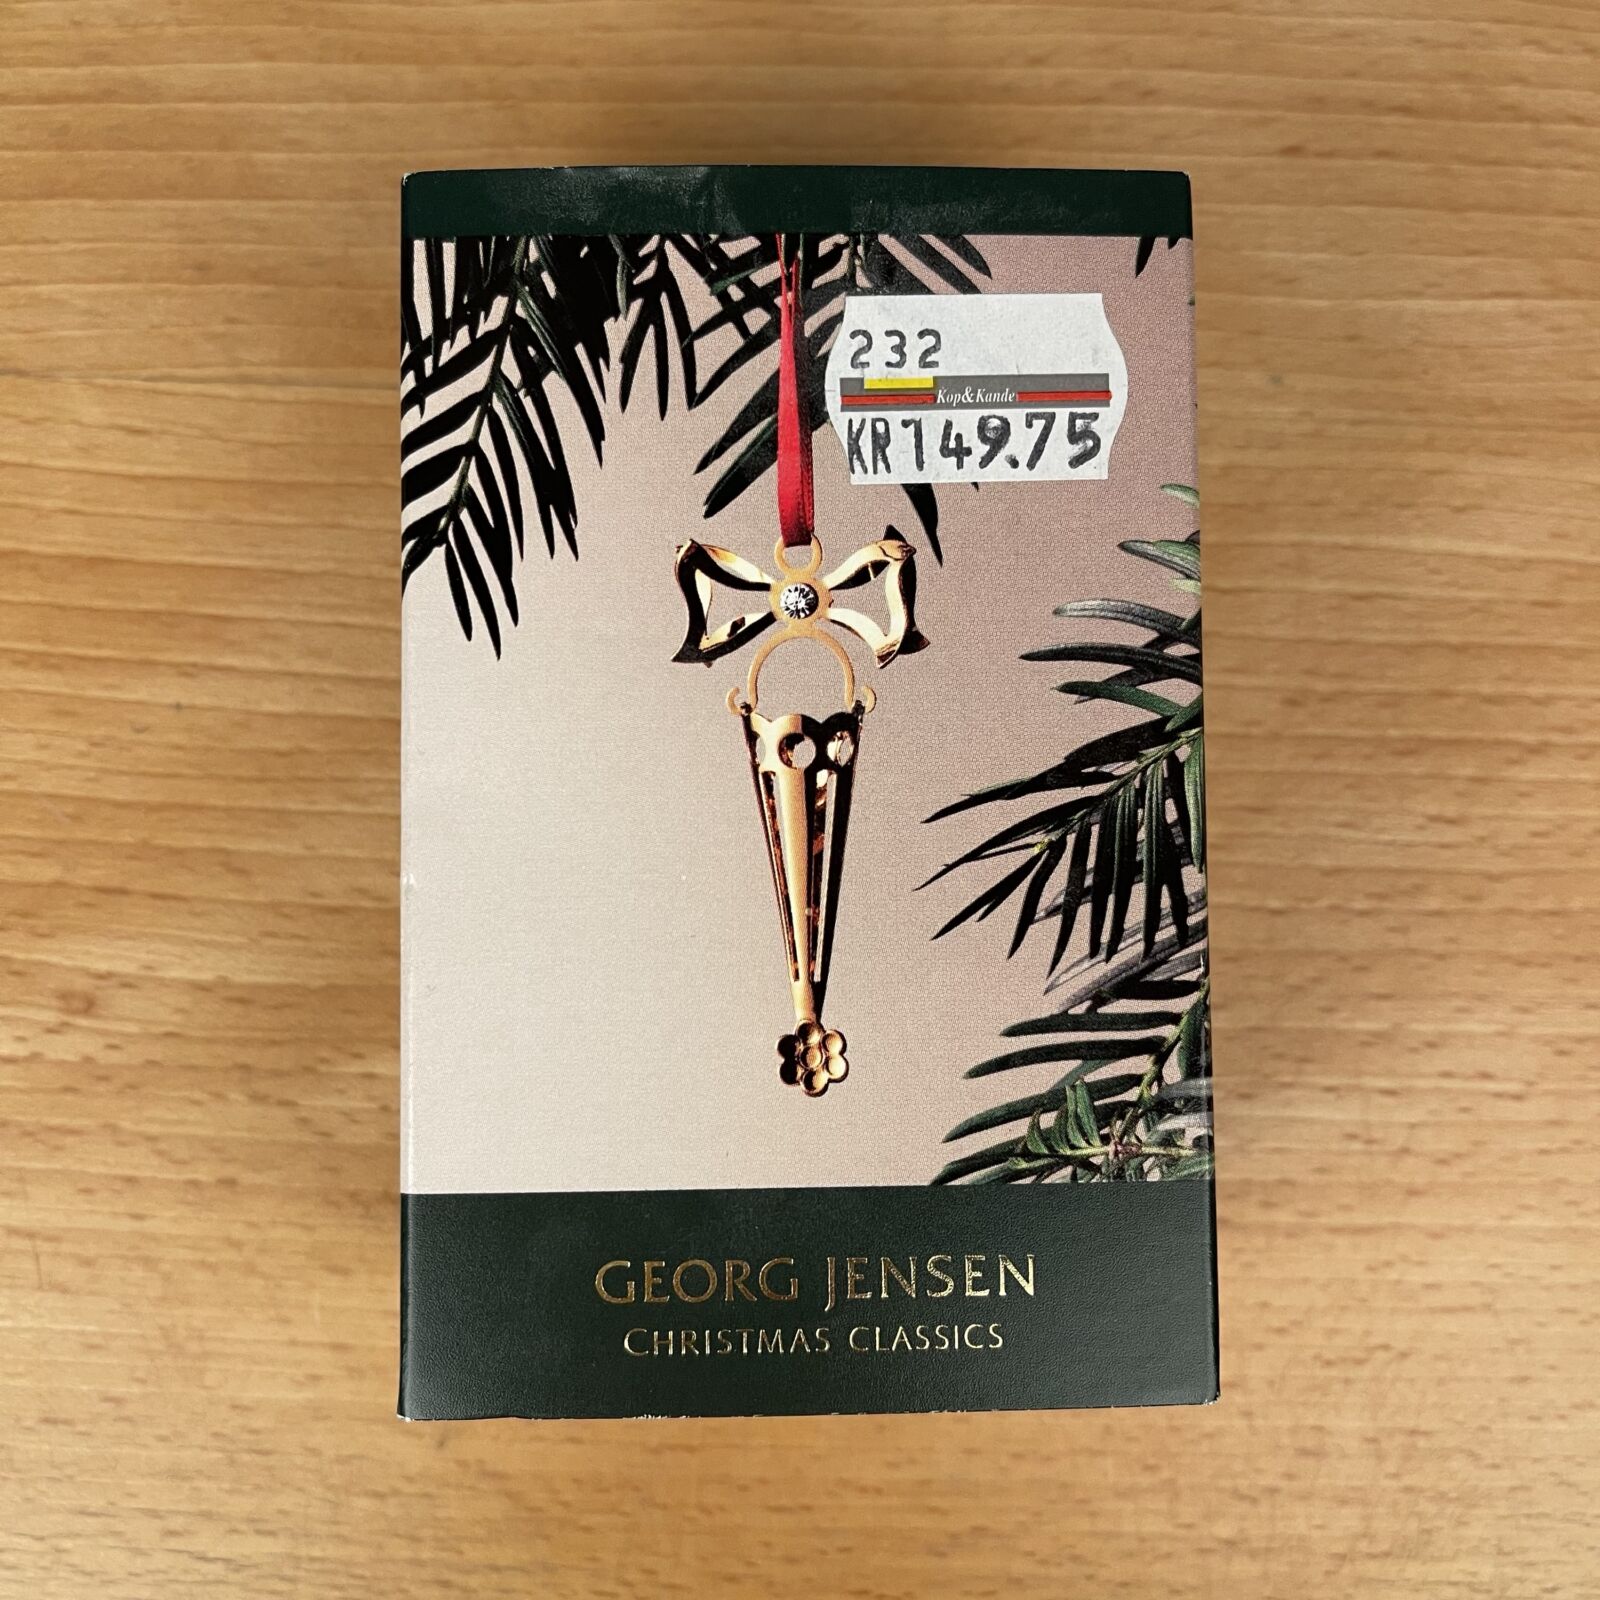 232
Kop&Kande
KR149.75
GEORG JENSEN
CHRISTMAS CLASSICS